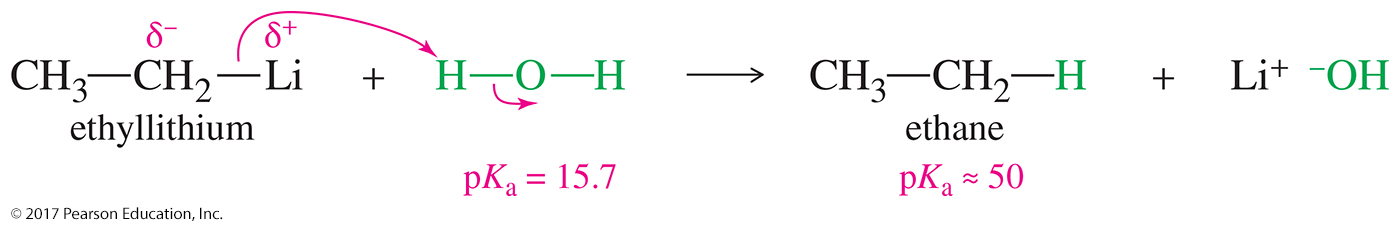 δ− δ+
CH₃—CH₂—Li + H—O—H ⟶ CH₃—CH₂—H + Li⁺ ⁻OH
ethyllithium ethane
pKₐ = 15.7 pKₐ ≈ 50
© 2017 Pearson Education, Inc.